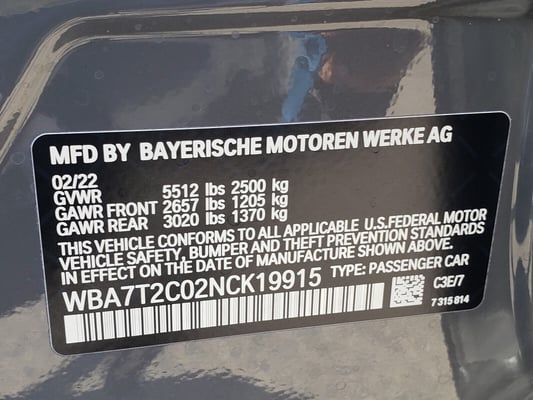 MFD BY BAYERISCHE MOTOREN WERKE AG
02/22
GVWR 5512 lbs 2500 kg
GAWR FRONT 2657 lbs 1205 kg
GAWR REAR 3020 lbs 1370 kg
THIS VEHICLE CONFORMS TO ALL APPLICABLE U.S.FEDERAL MOTOR
VEHICLE SAFETY, BUMPER AND THEFT PREVENTION STANDARDS
IN EFFECT ON THE DATE OF MANUFACTURE SHOWN ABOVE.
WBA7T2C02NCK19915 TYPE: PASSENGER CAR
C3E/7
7 315 814